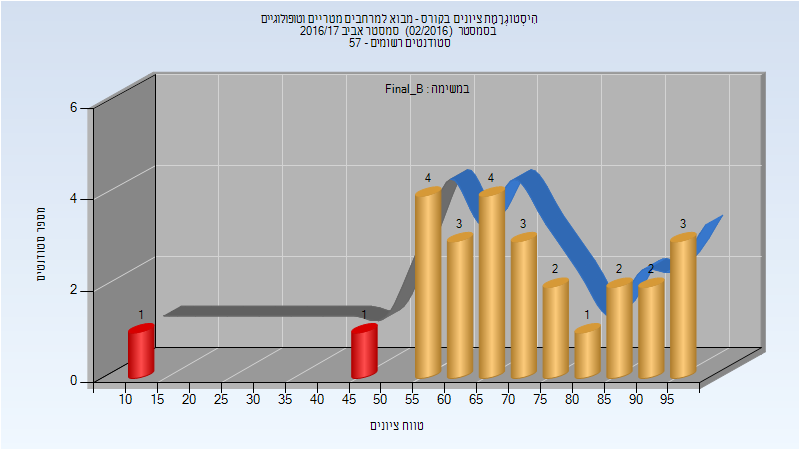 הִיסְטוגְרָמַת ציונים בקורס - מבוא למרחבים מטריים וטופולוגיים
בסמסטר (02/2016) סמסטר אביב 2016/17
סטודנטים רשומים - 57
במשימה : Final_B
6
4
2
0
מספר סטודנטים
1
1
4
3
4
3
2
1
2
2
3
10 15 20 25 30 35 40 45 50 55 60 65 70 75 80 85 90 95
טווח ציונים